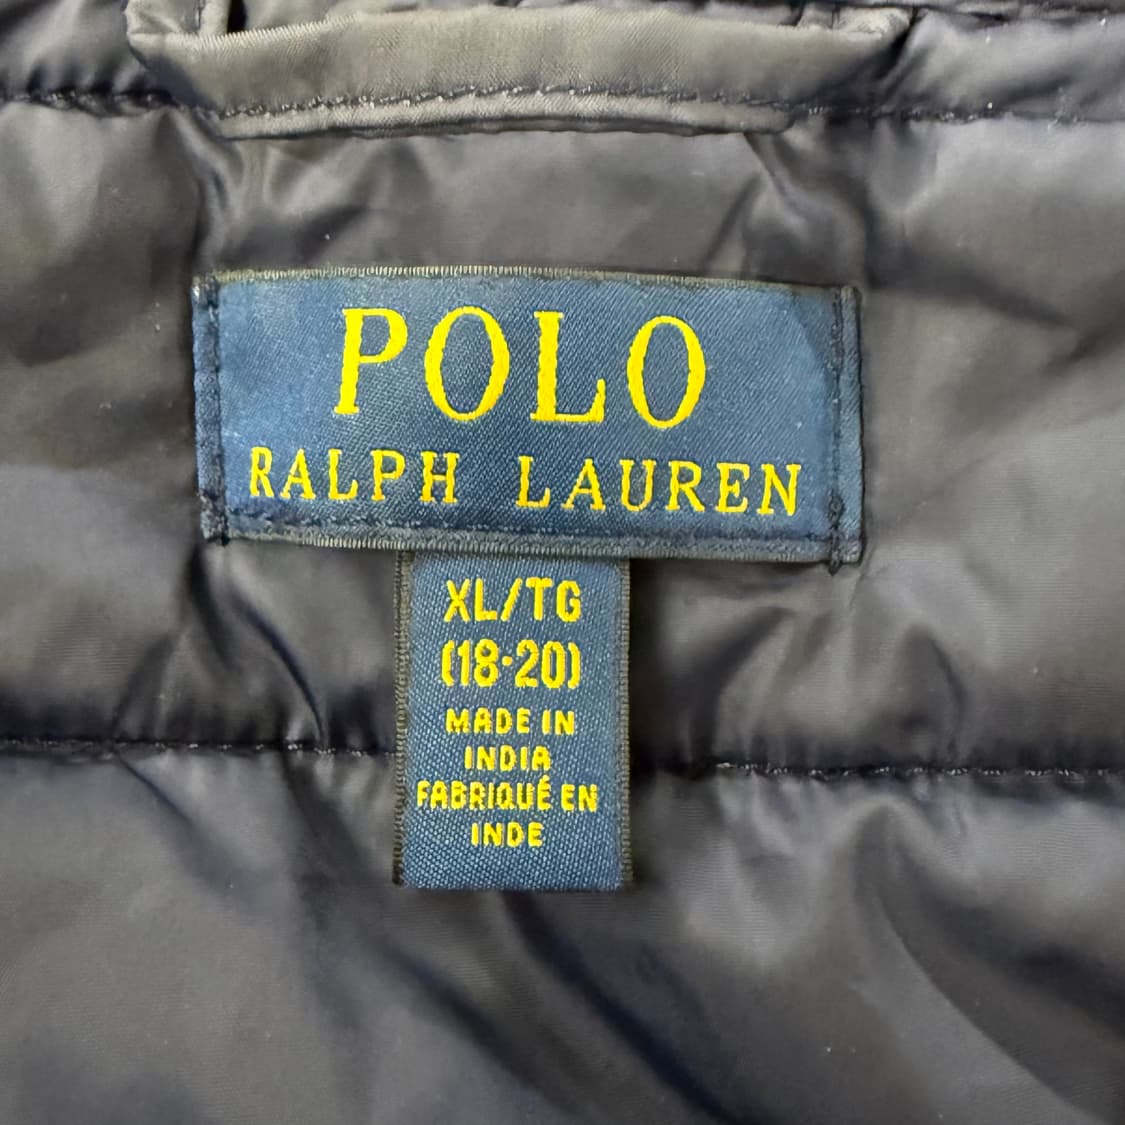 POLO
RALPH LAUREN
XL/TG
(18-20)
MADE IN
INDIA
FABRIQUÉ EN
INDE